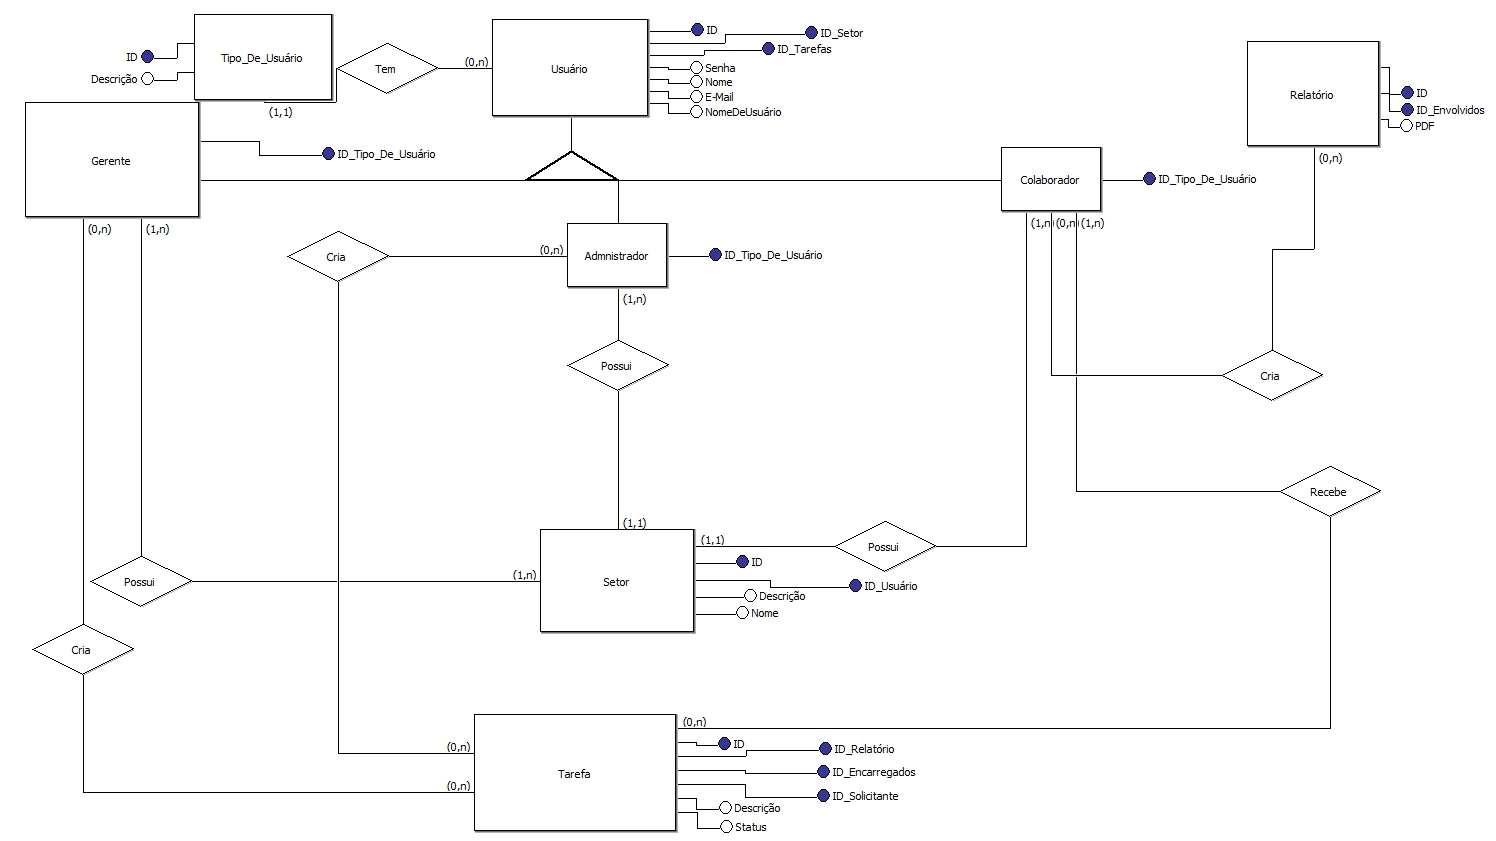 Tipo_De_Usuário
ID
Descrição
(1,1)
Tem
(0,n)
Usuário
ID
ID_Setor
ID_Tarefas
Senha
Nome
E-Mail
NomeDeUsuário
Relatório
ID
ID_Envolvidos
PDF
(0,n)
Gerente
ID_Tipo_De_Usuário
(0,n)
(1,n)
Colaborador
ID_Tipo_De_Usuário
(1,n)
(0,n)
(1,n)
Cria
(0,n)
Admnistrador
ID_Tipo_De_Usuário
(1,n)
Possui
Cria
Recebe
(1,1)
(1,1)
Possui
Possui
(1,n)
Setor
ID
ID_Usuário
Descrição
Nome
Cria
(0,n)
(0,n)
(0,n)
Tarefa
ID
ID_Relatório
ID_Encarregados
ID_Solicitante
Descrição
Status